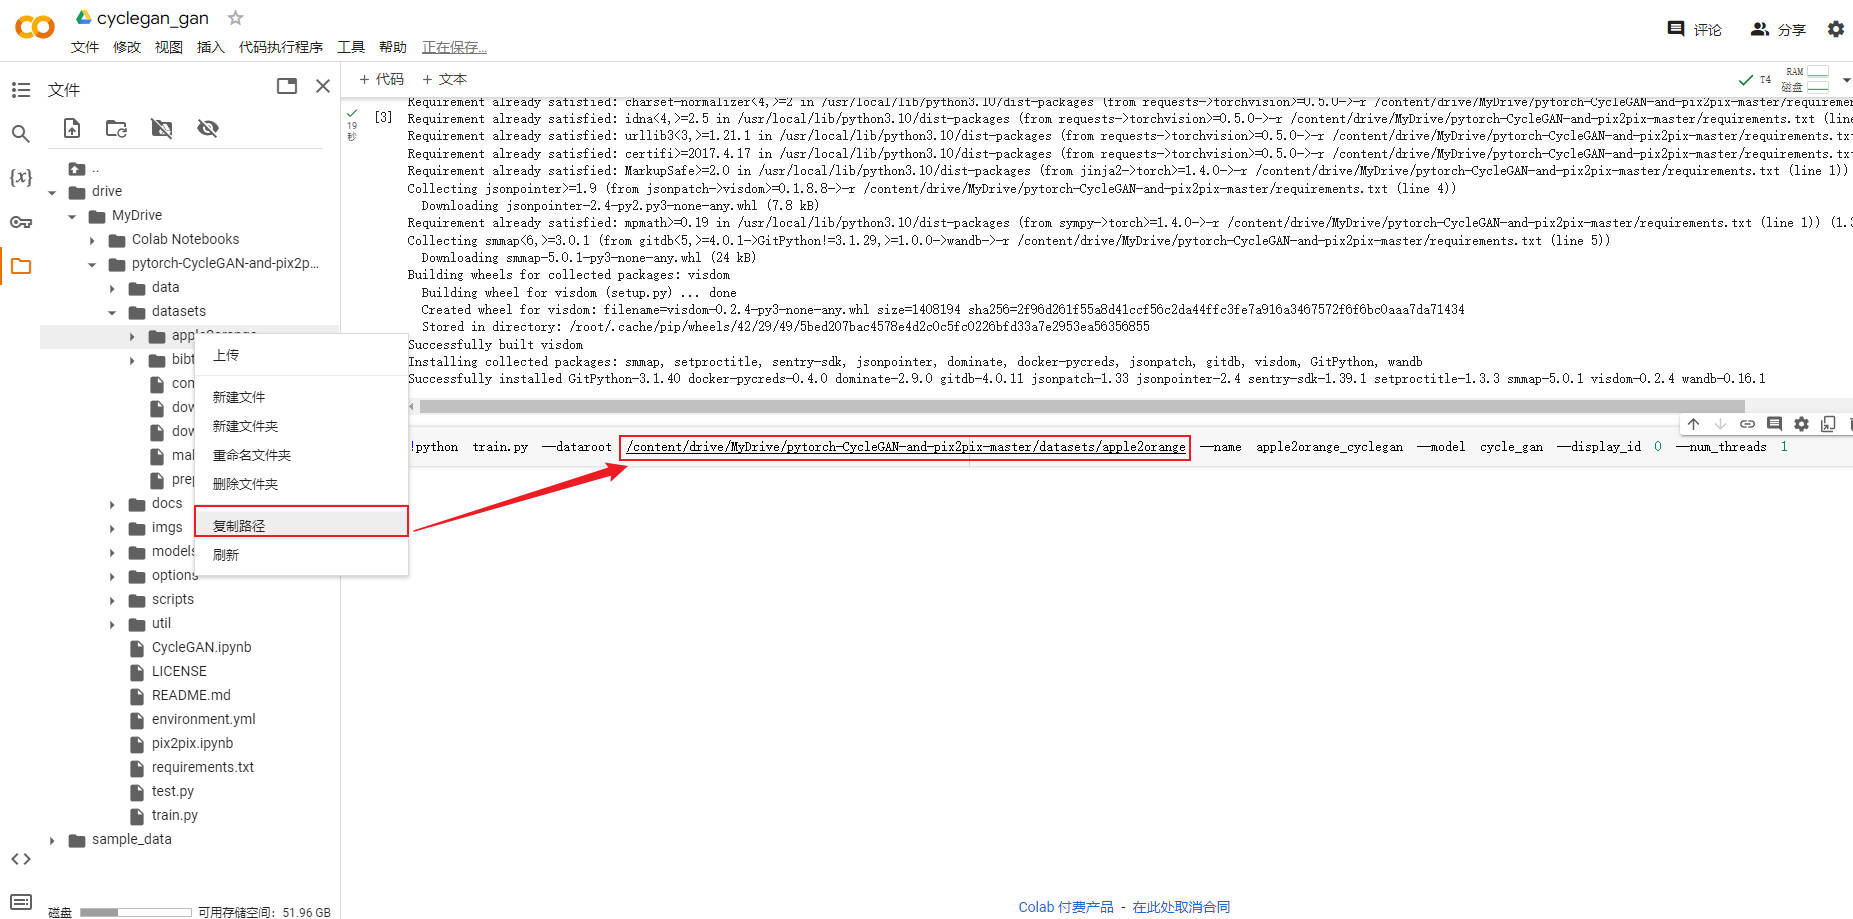 cyclegan_gan
文件 修改 视图 插入 代码执行程序 工具 帮助 正在保存...
评论 分享
文件
+ 代码 + 文本
T4 RAM 磁盘
..
drive
MyDrive
Colab Notebooks
pytorch-CycleGAN-and-pix2p...
data
datasets
bibt
com
dow
dow
mal
prep
docs
imgs
models
options
scripts
util
CycleGAN.ipynb
LICENSE
README.md
environment.yml
pix2pix.ipynb
requirements.txt
test.py
train.py
sample_data
磁盘 可用存储空间: 51.96 GB
上传
新建文件
新建文件夹
重命名文件夹
删除文件夹
复制路径
刷新
19 秒
[3]
Requirement already satisfied: charset-normalizer<4,>=2 in /usr/local/lib/python3.10/dist-packages (from requests->torchvision>=0.5.0->-r /content/drive/MyDrive/pytorch-CycleGAN-and-pix2pix-master/requiremen
Requirement already satisfied: idna<4,>=2.5 in /usr/local/lib/python3.10/dist-packages (from requests->torchvision>=0.5.0->-r /content/drive/MyDrive/pytorch-CycleGAN-and-pix2pix-master/requirements.txt (line
Requirement already satisfied: urllib3<3,>=1.21.1 in /usr/local/lib/python3.10/dist-packages (from requests->torchvision>=0.5.0->-r /content/drive/MyDrive/pytorch-CycleGAN-and-pix2pix-master/requirements.txt
Requirement already satisfied: certifi>=2017.4.17 in /usr/local/lib/python3.10/dist-packages (from requests->torchvision>=0.5.0->-r /content/drive/MyDrive/pytorch-CycleGAN-and-pix2pix-master/requirements.txt
Requirement already satisfied: MarkupSafe>=2.0 in /usr/local/lib/python3.10/dist-packages (from jinja2->torch>=1.4.0->-r /content/drive/MyDrive/pytorch-CycleGAN-and-pix2pix-master/requirements.txt (line 1))
Collecting jsonpointer>=1.9 (from jsonpatch->visdom>=0.1.8.8->-r /content/drive/MyDrive/pytorch-CycleGAN-and-pix2pix-master/requirements.txt (line 4))
Downloading jsonpointer-2.4-py2.py3-none-any.whl (7.8 kB)
Requirement already satisfied: mpmath>=0.19 in /usr/local/lib/python3.10/dist-packages (from sympy->torch>=1.4.0->-r /content/drive/MyDrive/pytorch-CycleGAN-and-pix2pix-master/requirements.txt (line 1)) (1.3
Collecting smmap<6,>=3.0.1 (from gitdb<5,>=4.0.1->GitPython!=3.1.29,>=1.0.0->wandb->-r /content/drive/MyDrive/pytorch-CycleGAN-and-pix2pix-master/requirements.txt (line 5))
Downloading smmap-5.0.1-py3-none-any.whl (24 kB)
Building wheels for collected packages: visdom
Building wheel for visdom (setup.py) ... done
Created wheel for visdom: filename=visdom-0.2.4-py3-none-any.whl size=1408194 sha256=2f96d261f55a8d41ccf56c2da44ffc3fe7a916a3467572f6f6bc0aaa7da71434
Stored in directory: /root/.cache/pip/wheels/42/29/49/5bed207bac4578e4d2c0c5fc0226bfd33a7e2953ea56356855
Successfully built visdom
Installing collected packages: smmap, setproctitle, sentry-sdk, jsonpointer, dominate, docker-pycreds, jsonpatch, gitdb, visdom, GitPython, wandb
Successfully installed GitPython-3.1.40 docker-pycreds-0.4.0 dominate-2.9.0 gitdb-4.0.11 jsonpatch-1.33 jsonpointer-2.4 sentry-sdk-1.39.1 setproctitle-1.3.3 smmap-5.0.1 visdom-0.2.4 wandb-0.16.1
!python train.py --dataroot /content/drive/MyDrive/pytorch-CycleGAN-and-pix2pix-master/datasets/apple2orange --name apple2orange_cyclegan --model cycle_gan --display_id 0 --num_threads 1
Colab 付费产品 - 在此处取消合同